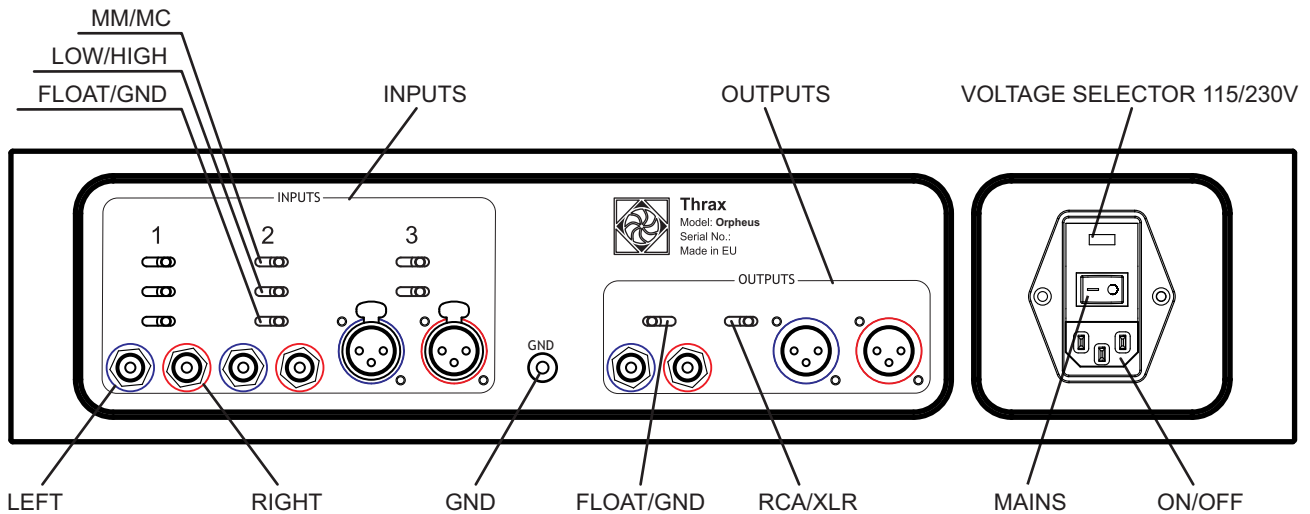 MM/MC
LOW/HIGH
FLOAT/GND
INPUTS
OUTPUTS
VOLTAGE SELECTOR 115/230V
INPUTS
1
2
3
Thrax
Model: Orpheus
Serial No.:
Made in EU
OUTPUTS
GND
LEFT
RIGHT
GND
FLOAT/GND
RCA/XLR
MAINS
ON/OFF